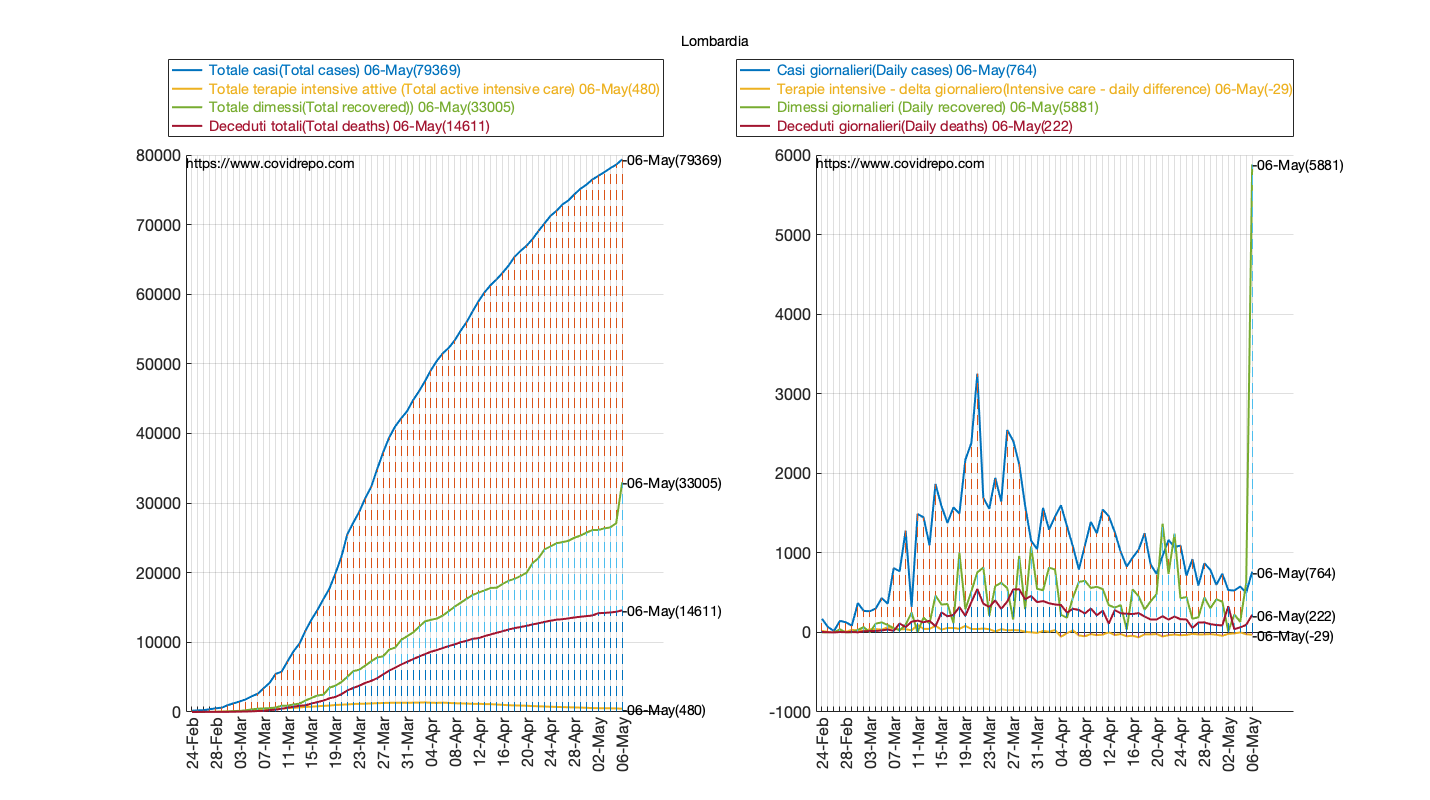 Lombardia
Totale casi(Total cases) 06-May(79369)
Totale terapie intensive attive (Total active intensive care) 06-May(480)
Totale dimessi(Total recovered)) 06-May(33005)
Deceduti totali(Total deaths) 06-May(14611)
80000
70000
60000
50000
40000
30000
20000
10000
0
https://www.covidrepo.com
06-May(79369)
06-May(33005)
06-May(14611)
06-May(480)
24-Feb
28-Feb
03-Mar
07-Mar
11-Mar
15-Mar
19-Mar
23-Mar
27-Mar
31-Mar
04-Apr
08-Apr
12-Apr
16-Apr
20-Apr
24-Apr
28-Apr
02-May
06-May
Casi giornalieri(Daily cases) 06-May(764)
Terapie intensive - delta giornaliero(Intensive care - daily difference) 06-May(-29)
Dimessi giornalieri (Daily recovered) 06-May(5881)
Deceduti giornalieri(Daily deaths) 06-May(222)
6000
5000
4000
3000
2000
1000
0
-1000
https://www.covidrepo.com
06-May(5881)
06-May(764)
06-May(222)
06-May(-29)
24-Feb
28-Feb
03-Mar
07-Mar
11-Mar
15-Mar
19-Mar
23-Mar
27-Mar
31-Mar
04-Apr
08-Apr
12-Apr
16-Apr
20-Apr
24-Apr
28-Apr
02-May
06-May